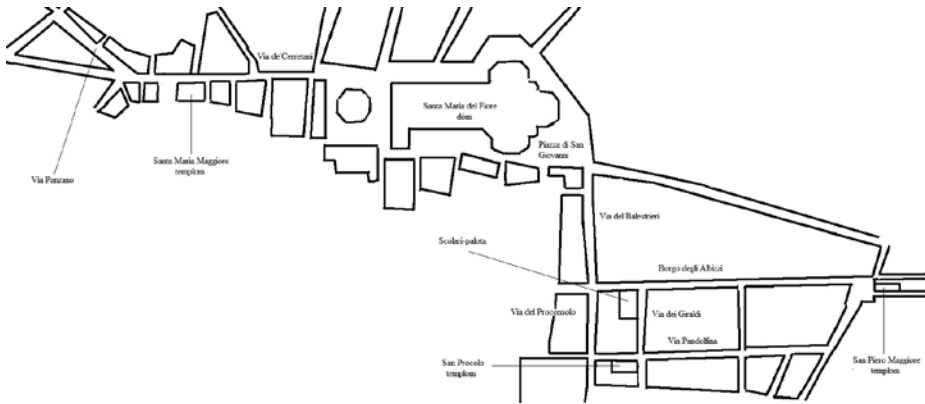 Via de'Cerretani
Santa Maria del Fiore
dóm
Piazza di San
Giovanni
Santa Maria Maggiore
templom
Via Panzano
Via del Balestrieri
Scolari-palota
Borgo degli Albizi
Via del Proconsolo
Via dei Giraldi
Via Pandolfina
San Procolo
templom
San Piero Maggiore
templom